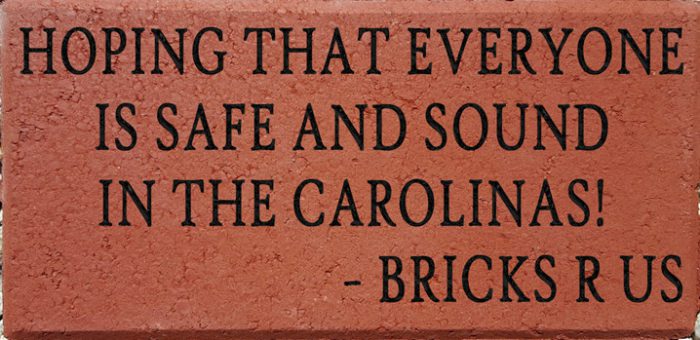 HOPING THAT EVERYONE
IS SAFE AND SOUND
IN THE CAROLINAS!
- BRICKS R US